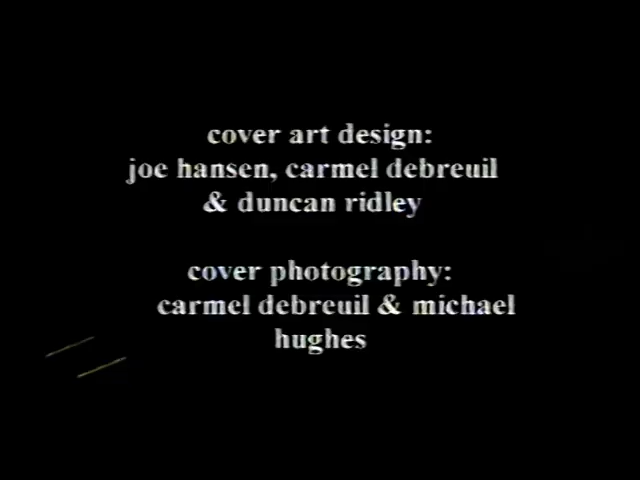 cover art design:
joe hansen, carmel debreuil
& duncan ridley
cover photography:
carmel debreuil & michael
hughes